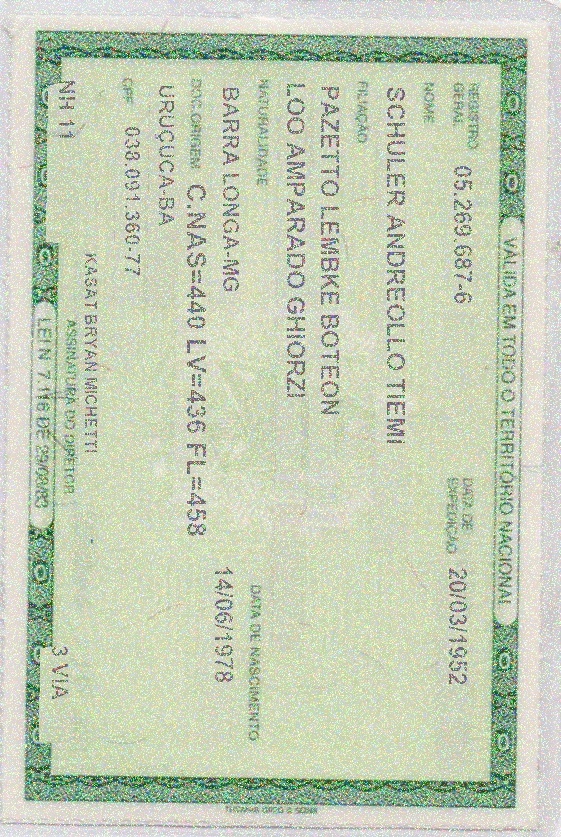 VÁLIDA EM TODO O TERRITÓRIO NACIONAL
REGISTRO GERAL 05.269.687-6 DATA DE EXPEDIÇÃO 20/03/1952
NOME
SCHULER ANDREOLLO TIEMI
FILIAÇÃO
PAZETTO LEMBKE BOTEON
LOO AMPARADO GHIORZI
NATURALIDADE DATA DE NASCIMENTO
BARRA LONGA-MG 14/06/1978
DOC.ORIGEM C.NAS=440 LV=436 FL=458
URUÇUCA-BA
CPF 038.091.360-77
KASAT BRYAN MICHETTI
NH 11 ASSINATURA DO DIRETOR 3 VIA
LEI N 7.116 DE 29/08/83